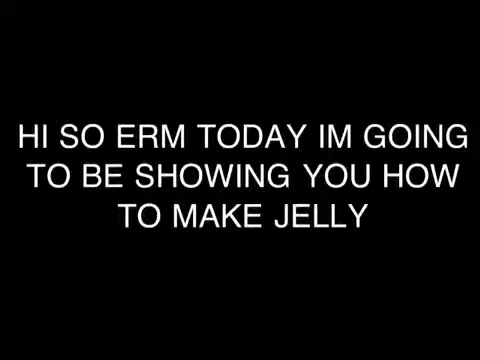 HI SO ERM TODAY IM GOING
TO BE SHOWING YOU HOW
TO MAKE JELLY